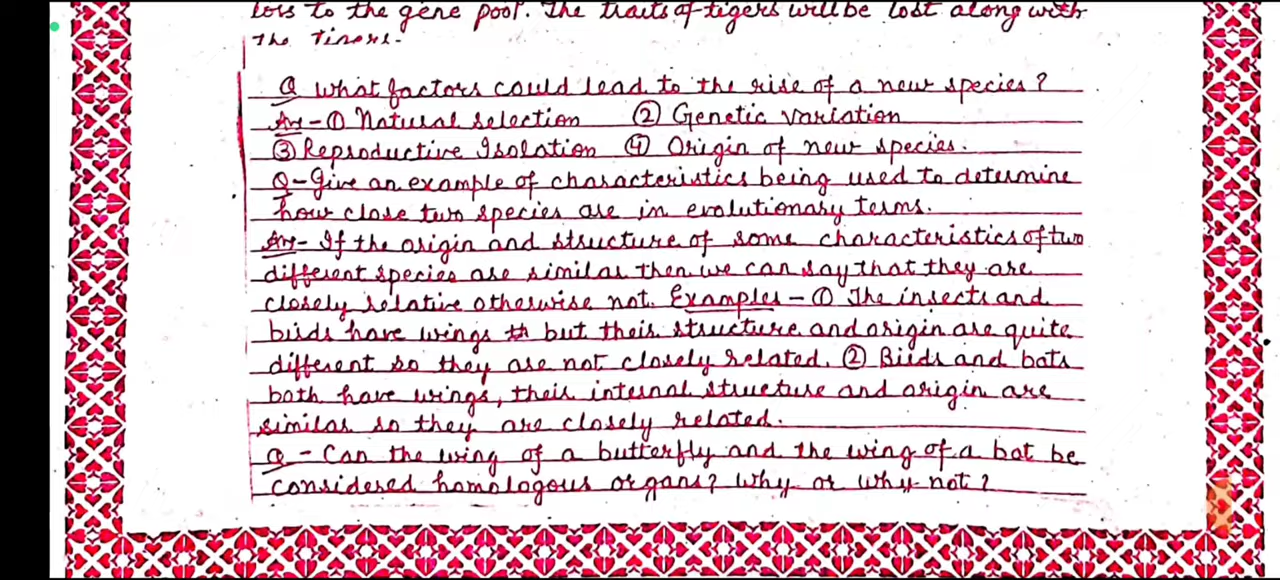 loss to the gene pool. The traits of tigers will be lost along with
the Tigers.
Q What factors could lead to the rise of a new species?
Ans - ① Natural selection ② Genetic variation
③ Reproductive Isolation ④ Origin of new species.
Q - Give an example of characteristics being used to determine
how close two species are in evolutionary terms.
Ans - If the origin and structure of some characteristics of two
different species are similar then we can say that they are
closely relative otherwise not. Examples - ① The insects and
birds have wings but their structure and origin are quite
different so they are not closely related. ② Birds and bats
both have wings, their internal structure and origin are
similar so they are closely related.
Q - Can the wing of a butterfly and the wing of a bat be
considered homologous organs? Why or why not?